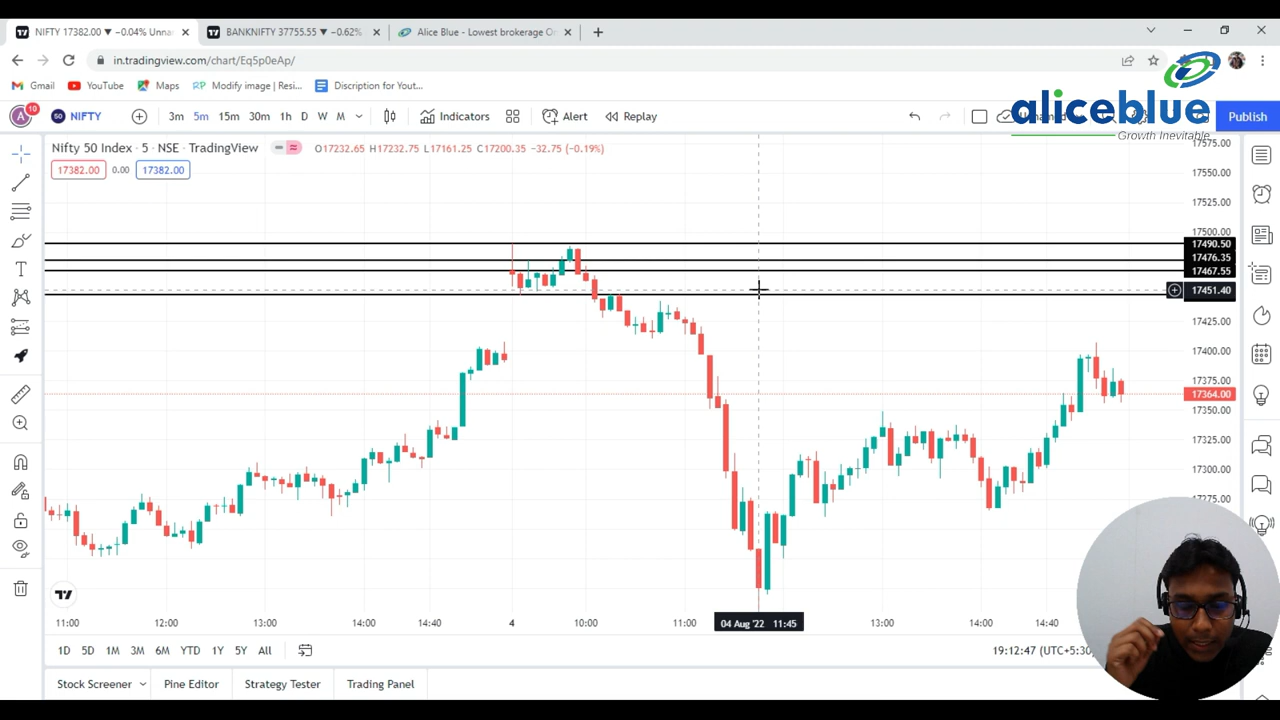 NIFTY 17382.00 ▼ −0.04% Unna
BANKNIFTY 37755.55 ▼ −0.62%
Alice Blue - Lowest brokerage O
in.tradingview.com/chart/Eq5p0eAp/
Gmail
YouTube
Maps
Modify image | Resi...
Discription for Yout...
aliceblue
Growth Inevitable
A
10
50
NIFTY
3m
5m
15m
30m
1h
D
W
M
Indicators
Alert
Replay
Publish
Nifty 50 Index · 5 · NSE · TradingView
O17232.65 H17232.75 L17161.25 C17200.35 −32.75 (−0.19%)
17382.00
0.00
17382.00
17575.00
17550.00
17525.00
17500.00
17490.50
17476.35
17467.55
17451.40
17425.00
17400.00
17375.00
17364.00
17350.00
17325.00
17300.00
17275.00
11:00
12:00
13:00
14:00
14:40
4
10:00
11:00
04 Aug '22 11:45
13:00
14:00
14:40
1D
5D
1M
3M
6M
YTD
1Y
5Y
All
19:12:47 (UTC+5:30
Stock Screener
Pine Editor
Strategy Tester
Trading Panel